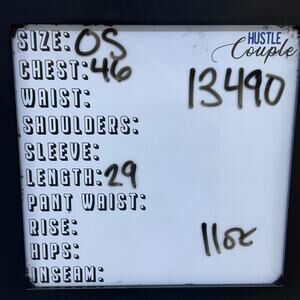 SIZE: OS
HUSTLE
Couple
CHEST: 46
WAIST:
13490
SHOULDERS:
SLEEVE:
LENGTH: 29
PANT WAIST:
RISE:
11oz
HIPS:
INSEAM: